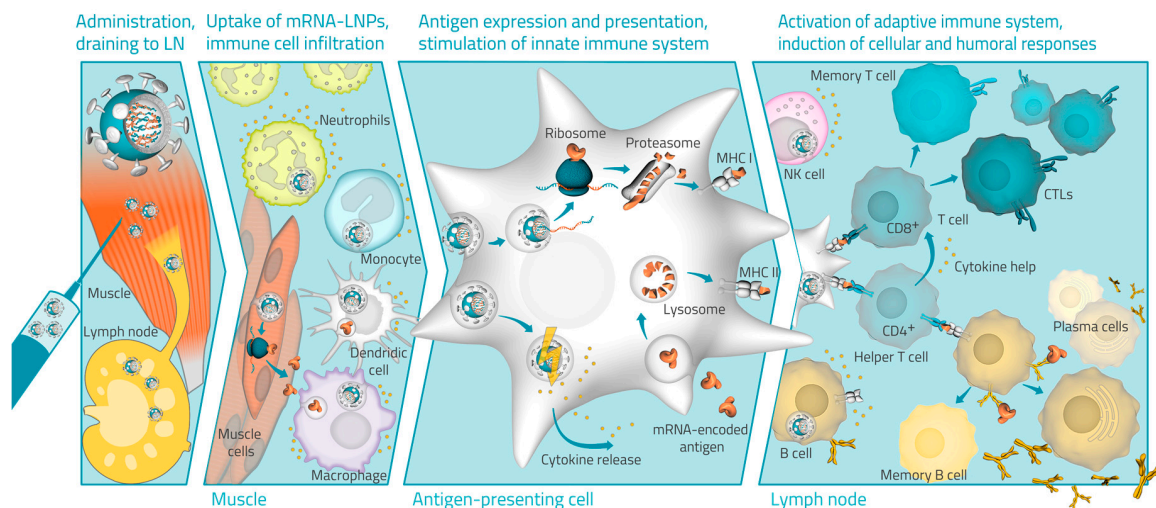 Administration,
draining to LN
Uptake of mRNA-LNPs,
immune cell infiltration
Antigen expression and presentation,
stimulation of innate immune system
Activation of adaptive immune system,
induction of cellular and humoral responses
Muscle
Lymph node
Neutrophils
Monocyte
Dendridic
cell
Muscle
cells
Macrophage
Muscle
Ribosome
Proteasome
MHC I
MHC II
Lysosome
mRNA-encoded
antigen
Cytokine release
Antigen-presenting cell
Memory T cell
NK cell
CD8+
T cell
CTLs
Cytokine help
CD4+
Helper T cell
Plasma cells
B cell
Memory B cell
Lymph node